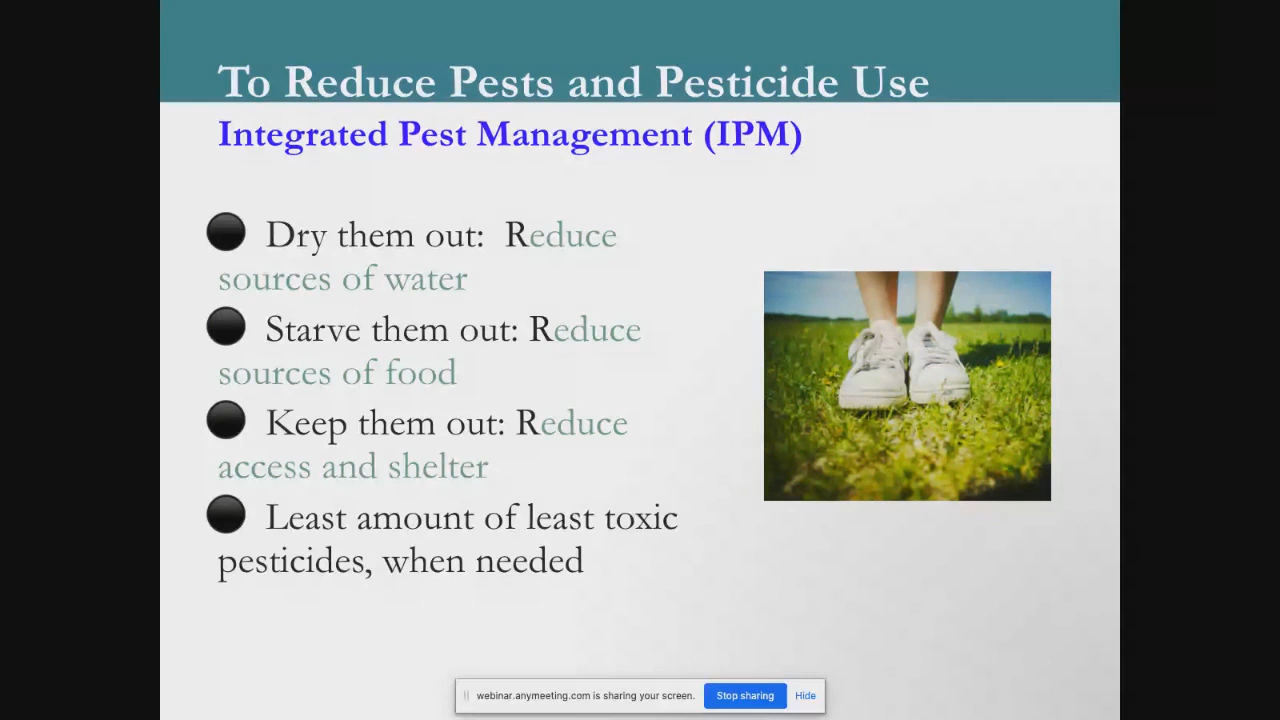 To Reduce Pests and Pesticide Use
Integrated Pest Management (IPM)
Dry them out:  Reduce
sources of water
Starve them out: Reduce
sources of food
Keep them out: Reduce
access and shelter
Least amount of least toxic
pesticides, when needed
webinar.anymeeting.com is sharing your screen. Stop sharing Hide